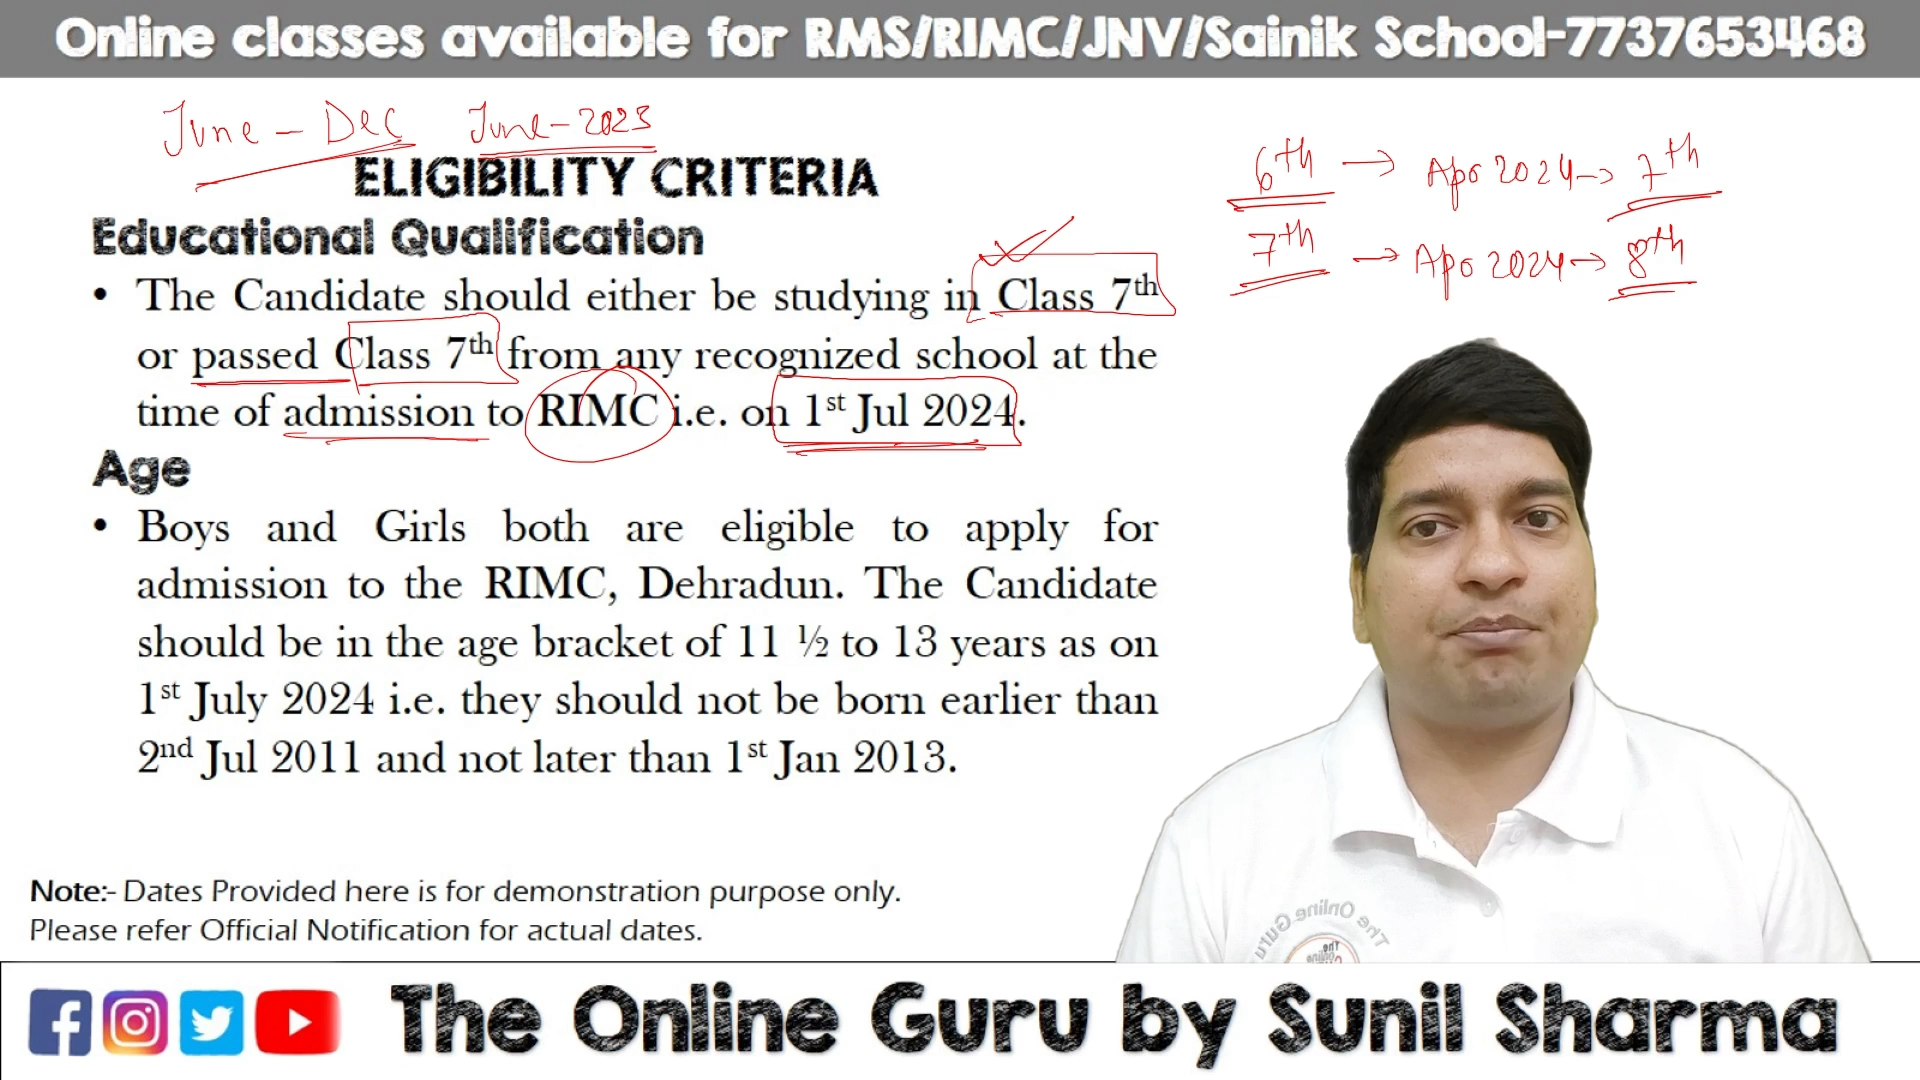 Online classes available for RMS/RIMC/JNV/Sainik School-7737653468
June - Dec June-2023
ELIGIBILITY CRITERIA
6th → Apr 2024 → 7th
7th → Apr 2024 → 8th
Educational Qualification
• The Candidate should either be studying in Class 7th
or passed Class 7th from any recognized school at the
time of admission to RIMC i.e. on 1st Jul 2024.
Age
• Boys and Girls both are eligible to apply for
admission to the RIMC, Dehradun. The Candidate
should be in the age bracket of 11 ½ to 13 years as on
1st July 2024 i.e. they should not be born earlier than
2nd Jul 2011 and not later than 1st Jan 2013.
Note:- Dates Provided here is for demonstration purpose only.
Please refer Official Notification for actual dates.
The Online Guru
The Online Guru by Sunil Sharma